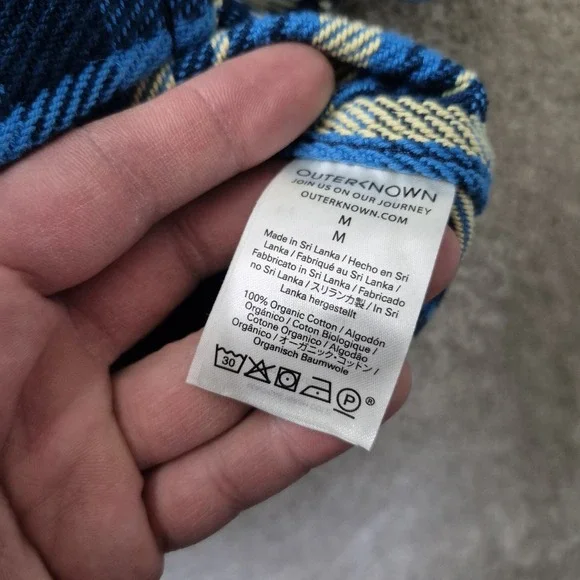 OUTERKNOWN
JOIN US ON OUR JOURNEY
OUTERKNOWN.COM
M
M
Made in Sri Lanka / Hecho en Sri
Lanka / Fabriqué au Sri Lanka /
Fabbricato in Sri Lanka / Fabricado
no Sri Lanka / スリランカ製 / In Sri
Lanka hergestellt
100% Organic Cotton / Algodón
Orgánico / Coton Biologique /
Cotone Organico / Algodão
Orgânico / オーガニック・コットン /
Organisch Baumwole
30 P ®